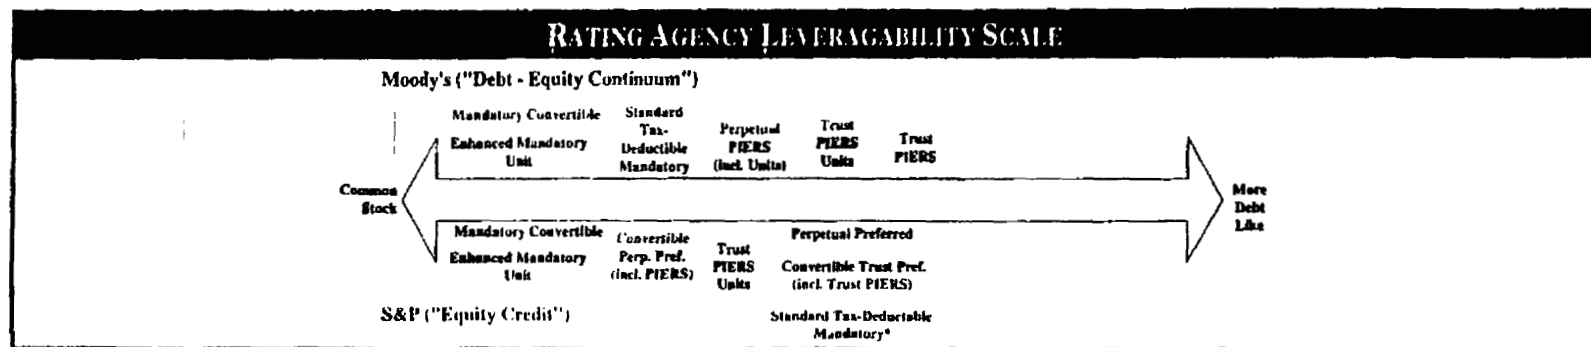 RATING AGENCY LEVERAGABILITY SCALE
Moody's ("Debt - Equity Continuum")
Mandatory Convertible
Enhanced Mandatory
Unit
Standard
Tax-
Deductible
Mandatory
Perpetual
PIERS
(incl. Units)
Trust
PIERS
Units
Trust
PIERS
Common
Stock
More
Debt
Like
Mandatory Convertible
Enhanced Mandatory
Unit
Convertible
Perp. Pref.
(incl. PIERS)
Trust
PIERS
Units
Perpetual Preferred
Convertible Trust Pref.
(incl. Trust PIERS)
Standard Tax-Deductable
Mandatory*
S&P ("Equity Credit")